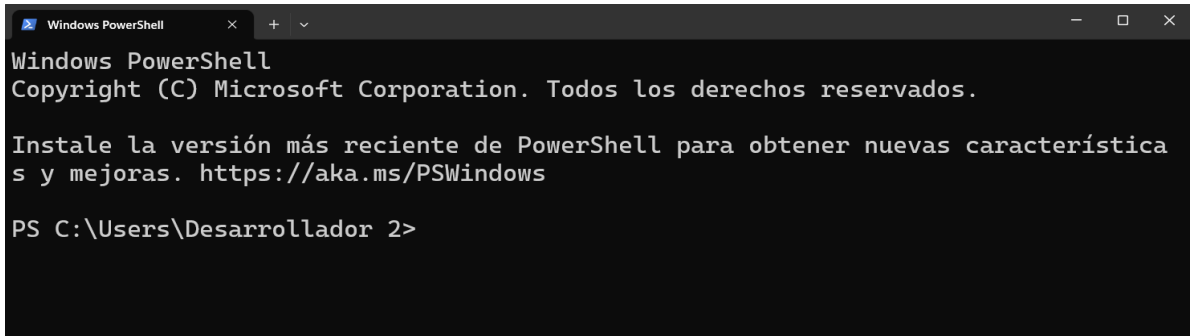 Windows PowerShell
Windows PowerShell
Copyright (C) Microsoft Corporation. Todos los derechos reservados.
Instale la versión más reciente de PowerShell para obtener nuevas característica
s y mejoras. https://aka.ms/PSWindows
PS C:\Users\Desarrollador 2>